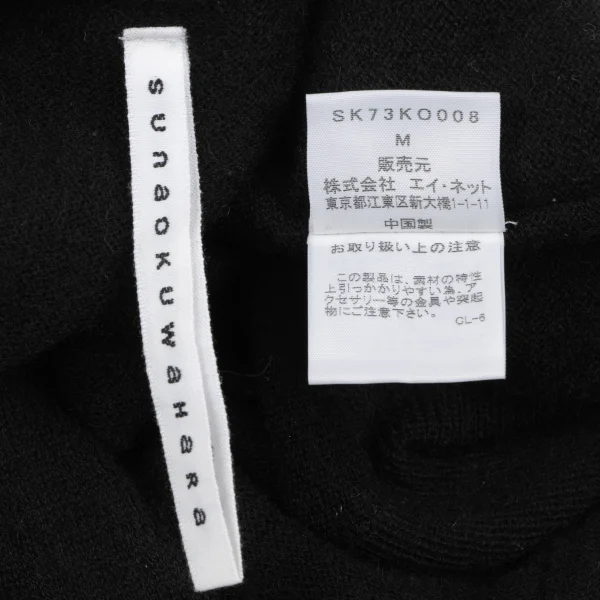 sunaokuwahara
SK73KO008
M
販売元
株式会社 エイ・ネット
東京都江東区新大橋1-1-11
中国製
お取り扱い上の注意
この製品は、素材の特性
上引っかかりやすい為、ア
クセサリー等の金具や突起
物にご注意下さい。
CL-6